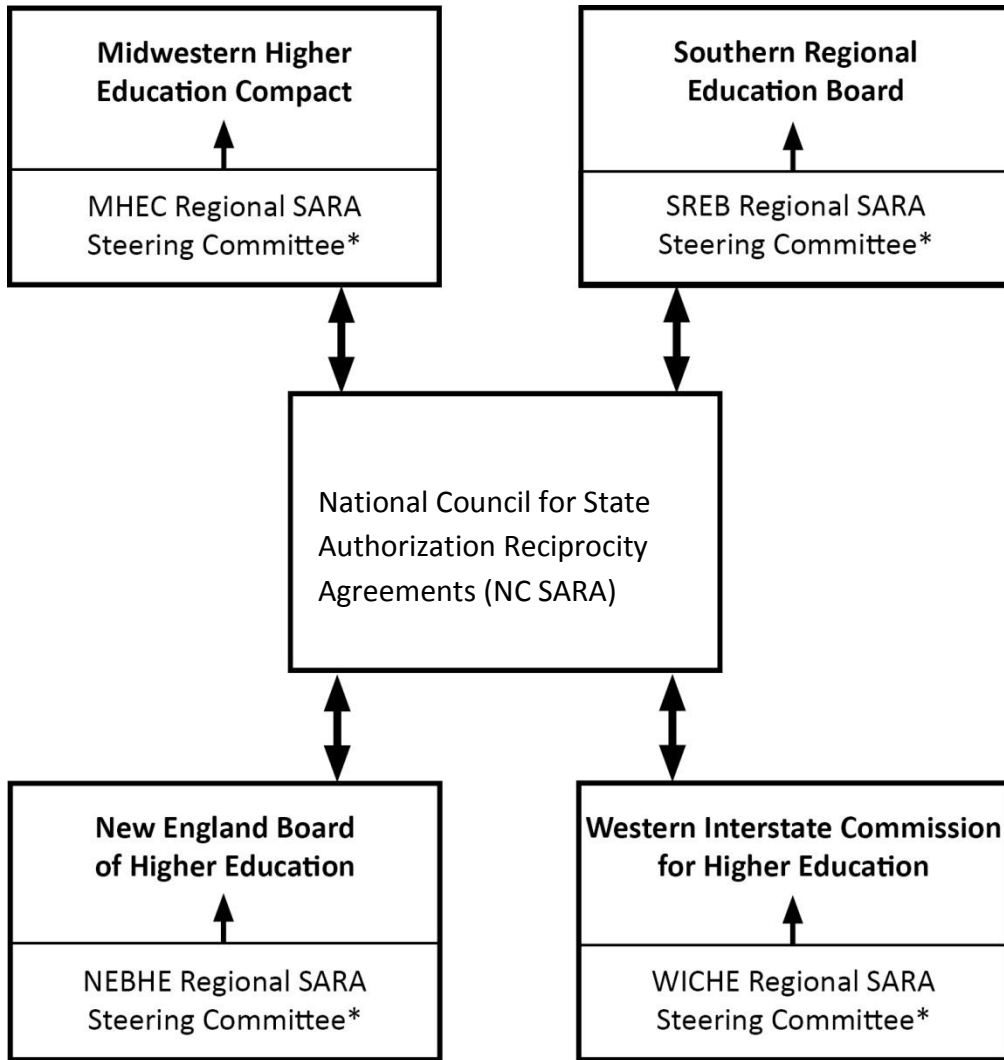 Midwestern Higher
Education Compact
MHEC Regional SARA
Steering Committee*
Southern Regional
Education Board
SREB Regional SARA
Steering Committee*
National Council for State
Authorization Reciprocity
Agreements (NC SARA)
New England Board
of Higher Education
NEBHE Regional SARA
Steering Committee*
Western Interstate Commission
for Higher Education
WICHE Regional SARA
Steering Committee*